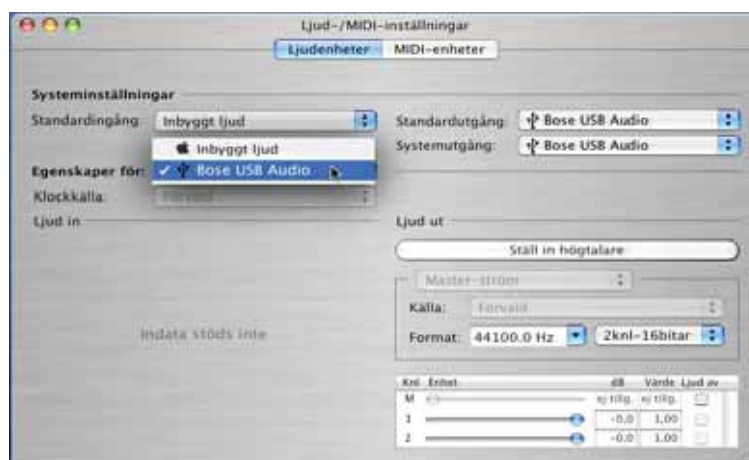 Ljud-/MIDI-inställningar
Ljudenheter MIDI-enheter
Systeminställningar
Standardingång: Inbyggt ljud
Standardutgång: Bose USB Audio
Inbyggt ljud
Systemutgång: Bose USB Audio
Egenskaper för: ✓ Bose USB Audio
Klockkälla: Förvald
Ljud in
Ljud ut
Ställ in högtalare
Master-ström
Källa: Förvald
Indata stöds inte
Format: 44100.0 Hz 2knl-16bitar
Knl Enhet dB Värde Ljud av
M ej tillg. ej tillg.
1 -0,0 1,00
2 -0,0 1,00